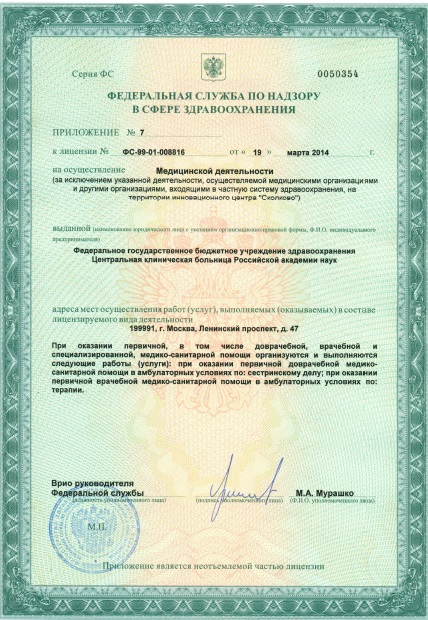 Серия ФС 0050354
ФЕДЕРАЛЬНАЯ СЛУЖБА ПО НАДЗОРУ
В СФЕРЕ ЗДРАВООХРАНЕНИЯ
ПРИЛОЖЕНИЕ № 7
к лицензии № ФС-99-01-008816 от « 19 » марта 2014 г.
на осуществление Медицинской деятельности
(за исключением указанной деятельности, осуществляемой медицинскими организациями
и другими организациями, входящими в частную систему здравоохранения, на
территории инновационного центра "Сколково")
выданной (наименование юридического лица с указанием организационно-правовой формы, Ф.И.О. индивидуального
предпринимателя)
Федеральное государственное бюджетное учреждение здравоохранения
Центральная клиническая больница Российской академии наук
адреса мест осуществления работ (услуг), выполняемых (оказываемых) в составе
лицензируемого вида деятельности
199991, г. Москва, Ленинский проспект, д. 47
При оказании первичной, в том числе доврачебной, врачебной и
специализированной, медико-санитарной помощи организуются и выполняются
следующие работы (услуги): при оказании первичной доврачебной медико-
санитарной помощи в амбулаторных условиях по: сестринскому делу; при оказании
первичной врачебной медико-санитарной помощи в амбулаторных условиях по:
терапии.
Врио руководителя
Федеральной службы М.А. Мурашко
(должность уполномоченного лица) (подпись уполномоченного лица) (Ф.И.О. уполномоченного лица)
М.П.
Приложение является неотъемлемой частью лицензии